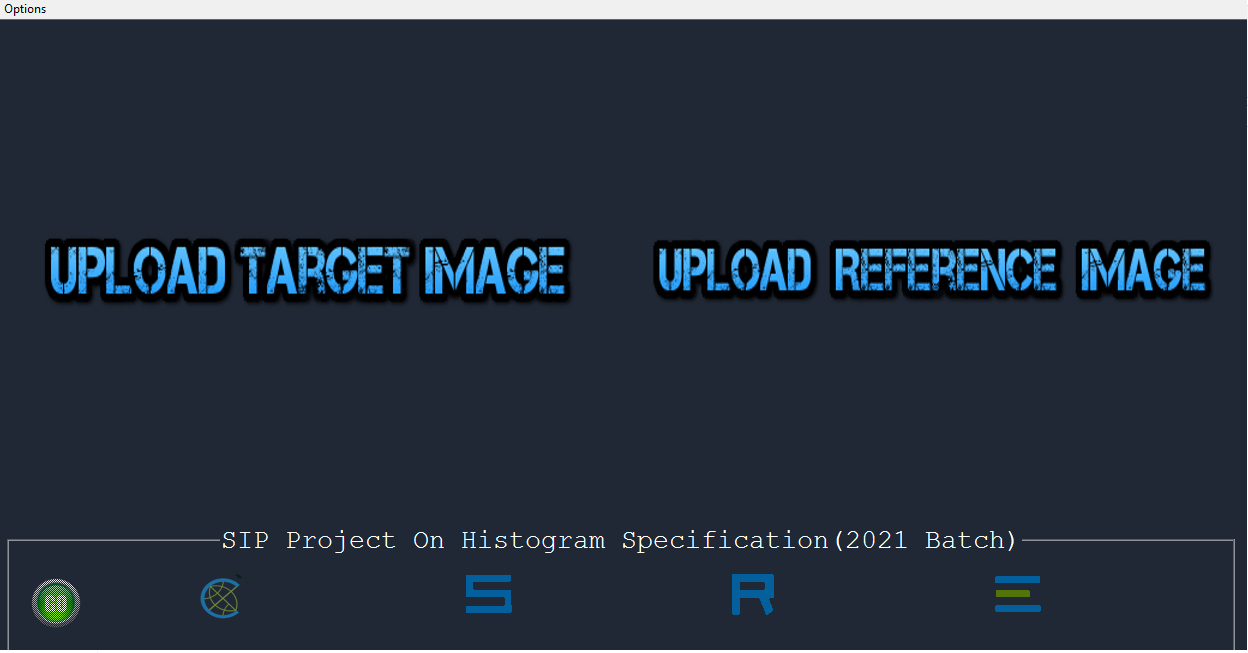 Options
UPLOAD TARGET IMAGE
UPLOAD REFERENCE IMAGE
SIP Project On Histogram Specification(2021 Batch)
C S R E